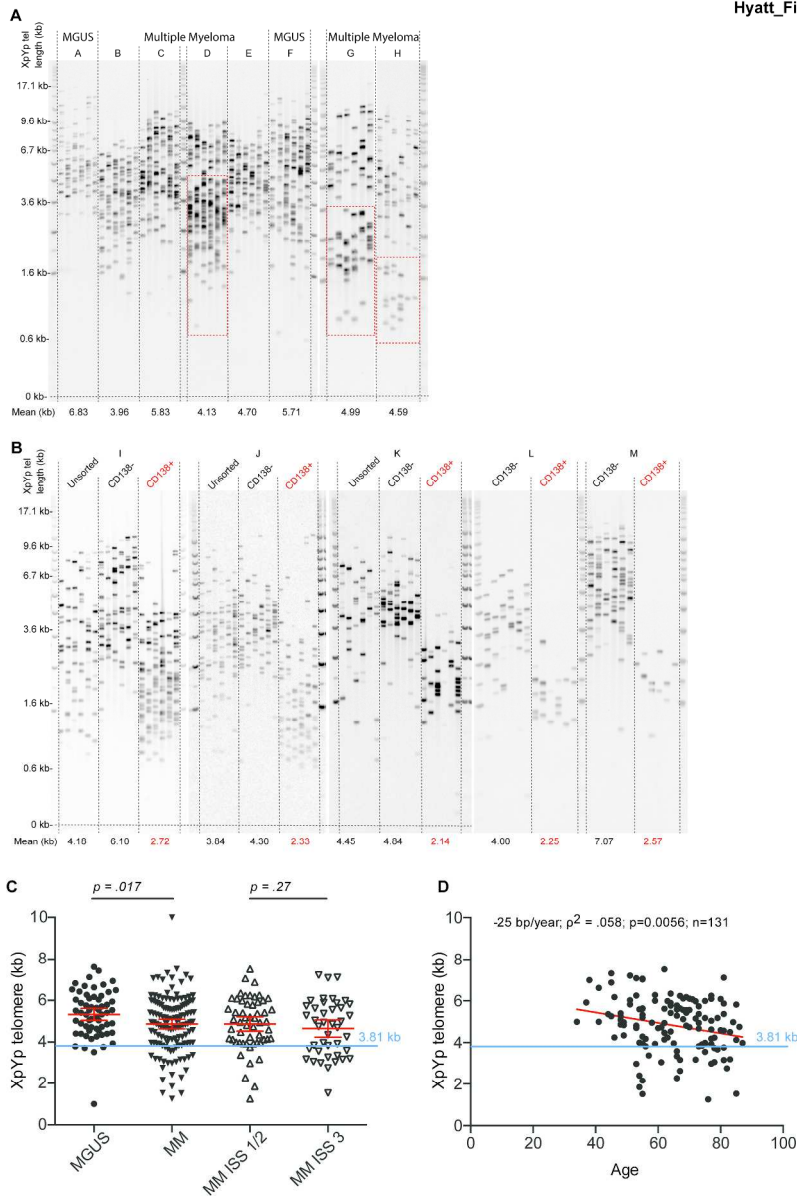 Hyatt_Fi
A
XpYp tel
length (kb)
MGUS Multiple Myeloma MGUS Multiple Myeloma
A B C D E F G H
17.1 kb-
9.6 kb-
6.7 kb-
3.6 kb-
1.6 kb-
0.6 kb-
0 kb-
Mean (kb) 6.83 3.96 5.83 4.13 4.70 5.71 4.99 4.59
B
XpYp tel
length (kb)
I J K L M
Unsorted CD138- CD138+ Unsorted CD138- CD138+ Unsorted CD138- CD138+ CD138- CD138+ CD138- CD138+
17.1 kb-
9.6 kb-
6.7 kb-
3.6 kb-
1.6 kb-
0.6 kb-
0 kb-
Mean (kb) 4.18 6.10 2.72 3.84 4.30 2.33 4.45 4.84 2.14 4.00 2.25 7.07 2.57
C
p = .017 p = .27
XpYp telomere (kb)
10
8
6
4
2
0
3.81 kb
MGUS MM MM ISS 1/2 MM ISS 3
D
-25 bp/year; ρ² = .058; p=0.0056; n=131
XpYp telomere (kb)
10
8
6
4
2
0
3.81 kb
0 20 40 60 80 100
Age